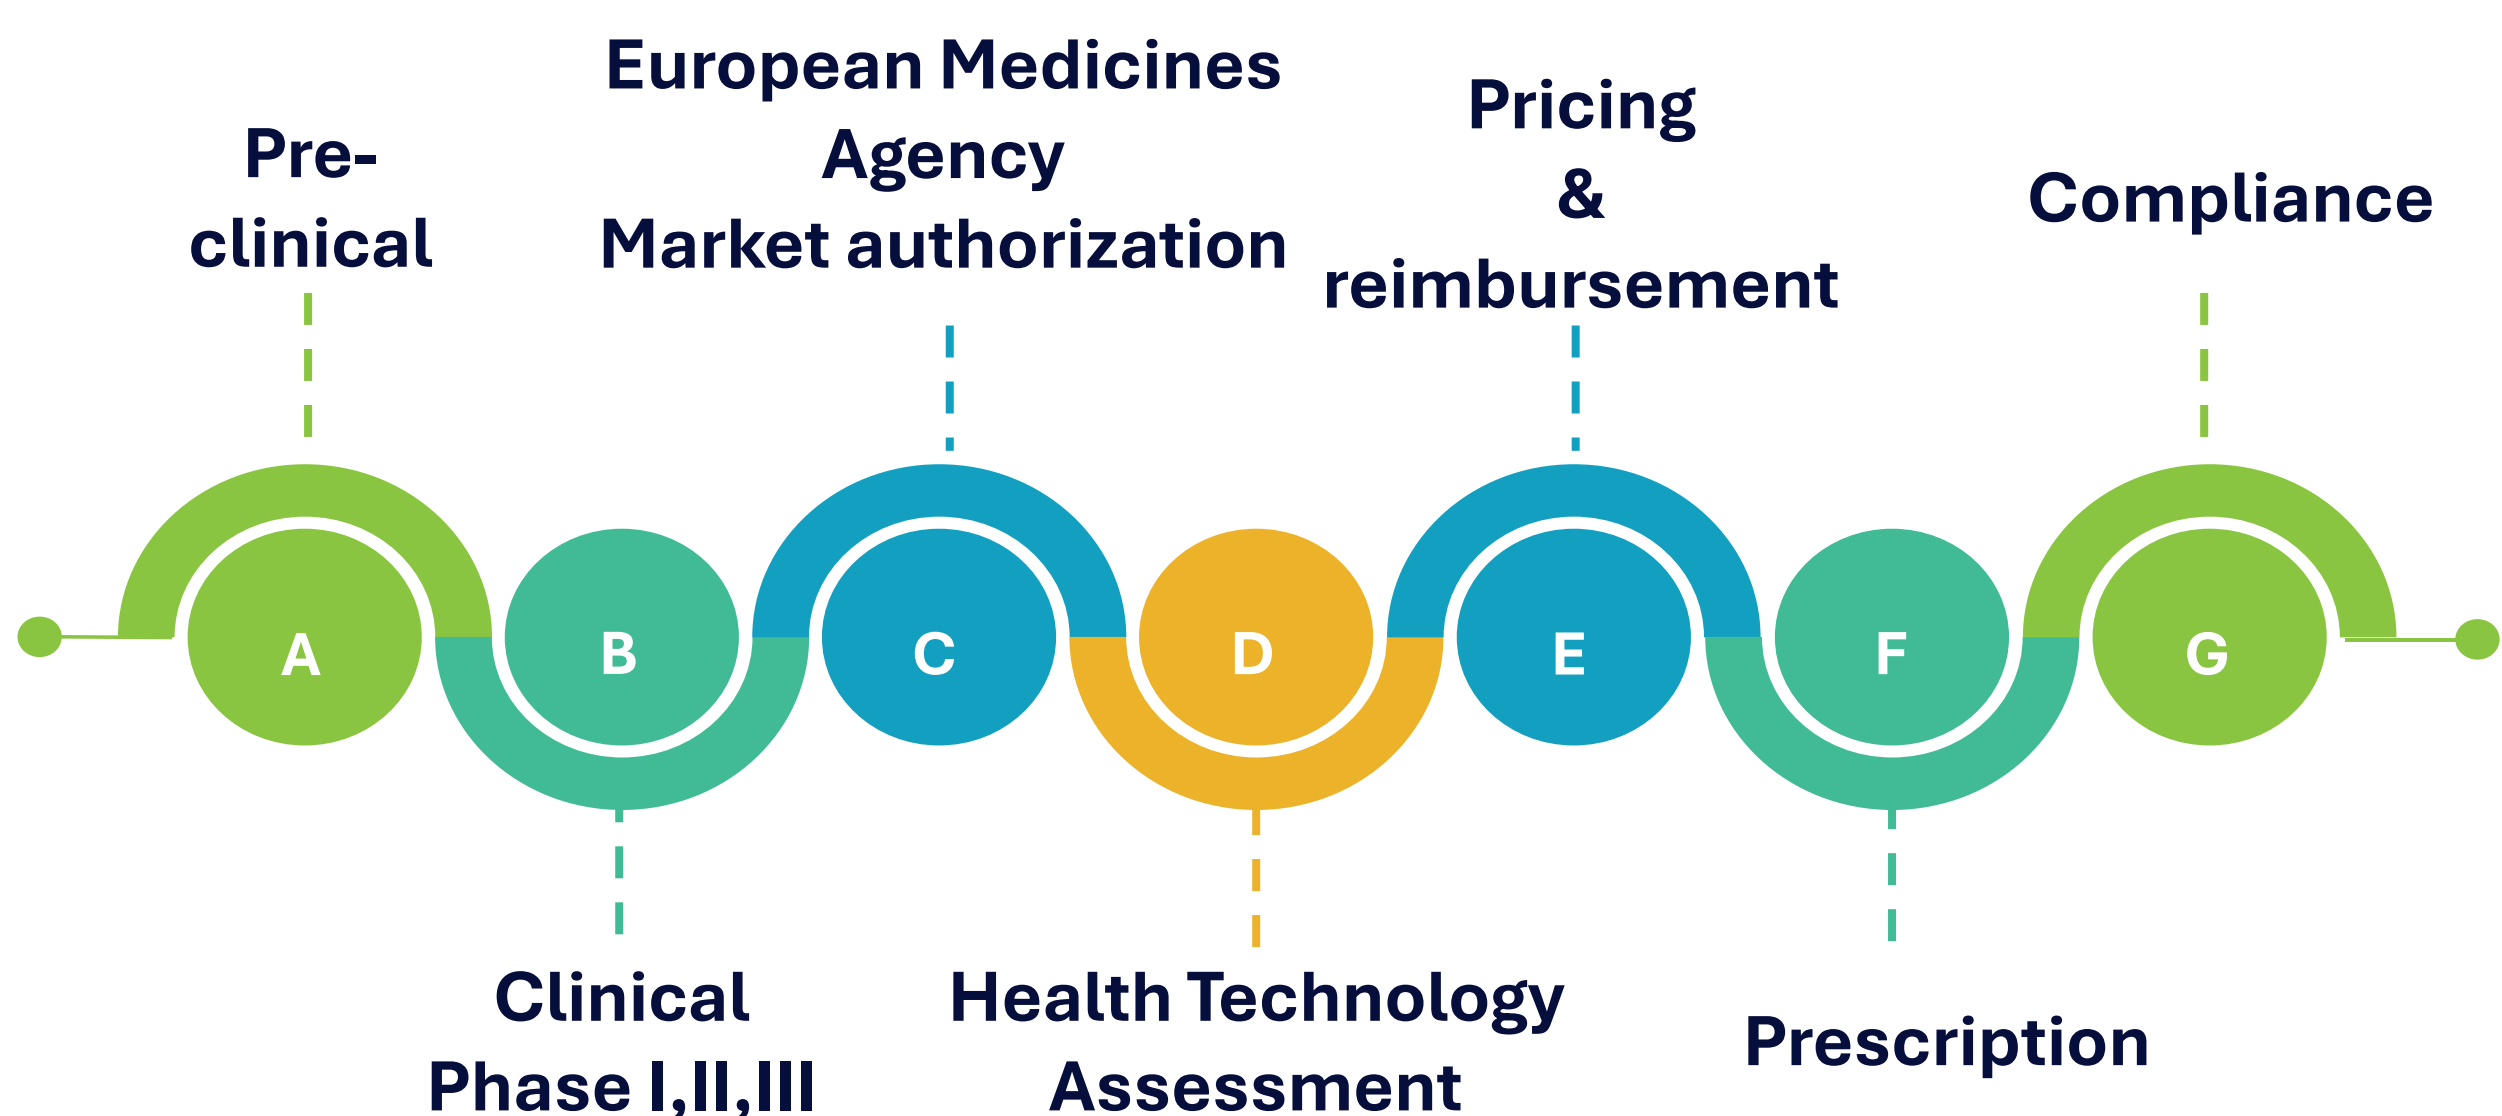 Pre-
clinical
European Medicines
Agency
Market authorization
Pricing
&
reimbursement
Compliance
A
B
C
D
E
F
G
Clinical
Phase I,II,III
Health Technology
Assessment
Prescription